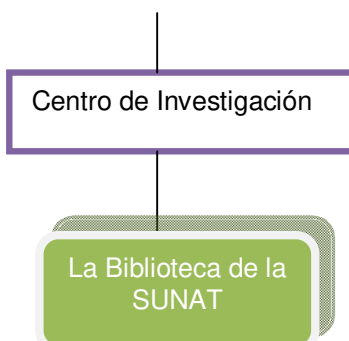 Centro de Investigación
La Biblioteca de la
SUNAT